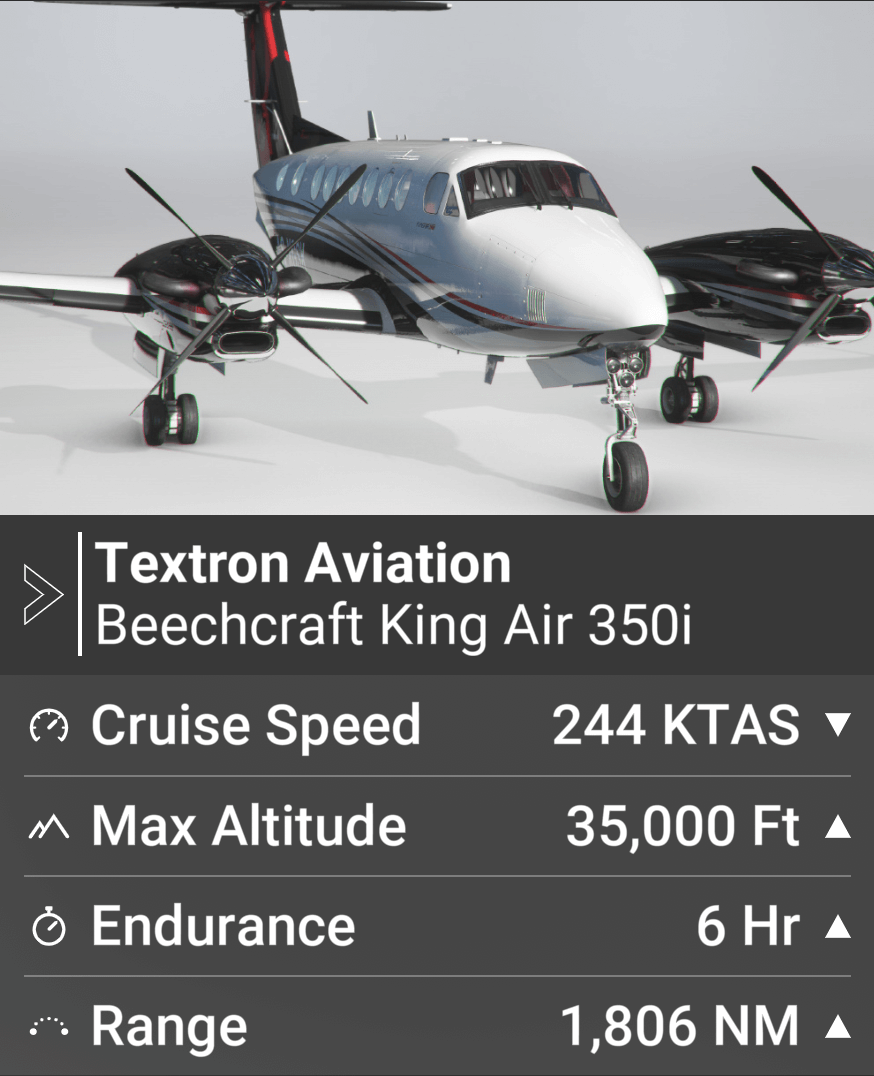 Textron Aviation
Beechcraft King Air 350i
Cruise Speed 244 KTAS
Max Altitude 35,000 Ft
Endurance 6 Hr
Range 1,806 NM